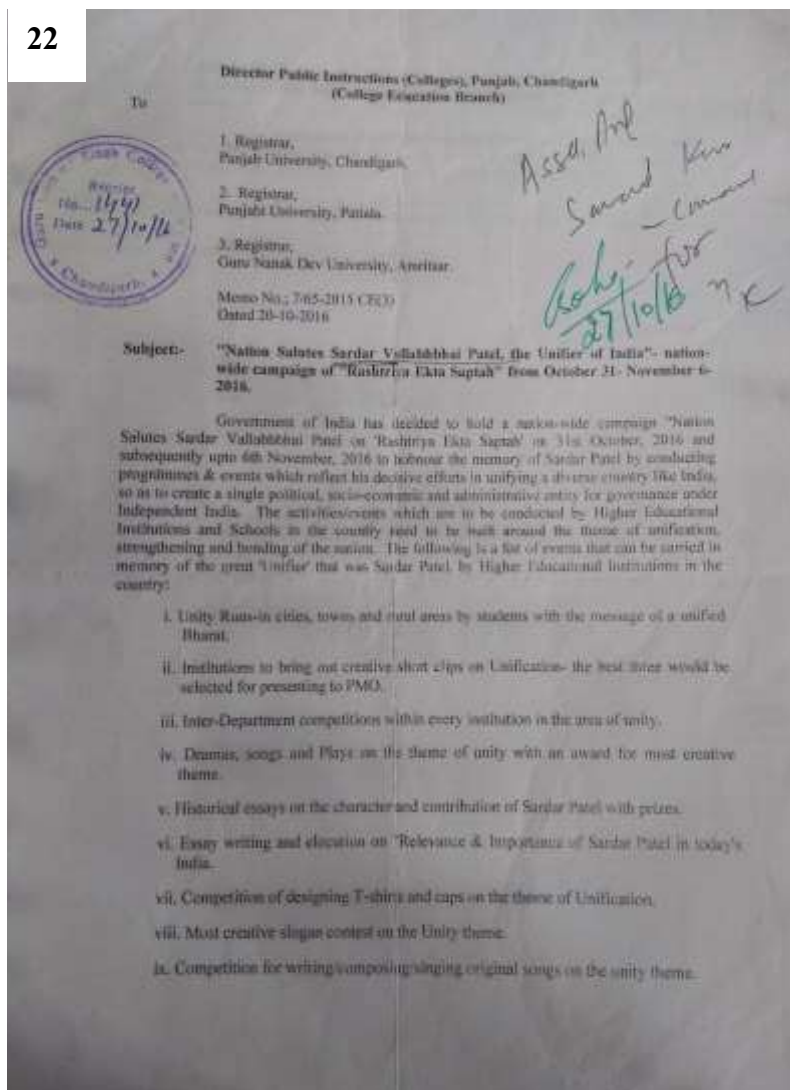 22
Director Public Instructions (Colleges), Punjab, Chandigarh
(College Education Branch)
To
1. Registrar,
Punjab University, Chandigarh.
2. Registrar,
Punjabi University, Patiala.
3. Registrar,
Guru Nanak Dev University, Amritsar.
Memo No.; 7/65-2015 CE(3)
Dated 20-10-2016
College
Receipt
No... 1441
Date 27/10/16
Chandigarh
27/10/16
for
Subject:- "Nation Salutes Sardar Vallabhbhai Patel, the Unifier of India"- nation-
wide campaign of "Rashtriya Ekta Saptah" from October 31- November 6-
2016.
Government of India has decided to hold a nation-wide campaign "Nation
Salutes Sardar Vallabhbhai Patel on 'Rashtriya Ekta Saptah' on 31st October, 2016 and
subsequently upto 6th November, 2016 to honour the memory of Sardar Patel by conducting
programmes & events which reflect his decisive efforts in unifying a diverse country like India,
so as to create a single political, socio-economic and administrative entity for governance under
Independent India. The activities/events which are to be conducted by Higher Educational
Institutions and Schools in the country need to be built around the theme of unification,
strengthening and bonding of the nation. The following is a list of events that can be carried in
memory of the great 'Unifier' that was Sardar Patel, by Higher Educational Institutions in the
country:
i. Unity Runs-in cities, towns and rural areas by students with the message of a unified
Bharat.
ii. Institutions to bring out creative short clips on Unification- the best three would be
selected for presenting to PMO.
iii. Inter-Department competitions within every institution in the area of unity.
iv. Dramas, songs and Plays on the theme of unity with an award for most creative
theme.
v. Historical essays on the character and contribution of Sardar Patel with prizes.
vi. Essay writing and elocution on 'Relevance & Importance of Sardar Patel in today's
India.
vii. Competition of designing T-shirts and caps on the theme of Unification.
viii. Most creative slogan contest on the Unity theme.
ix. Competition for writing/composing/singing original songs on the unity theme.